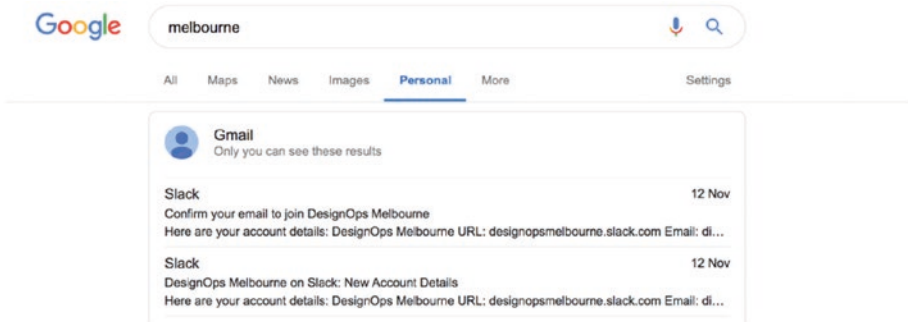 Google melbourne
All Maps News Images Personal More Settings
Gmail
Only you can see these results
Slack 12 Nov
Confirm your email to join DesignOps Melbourne
Here are your account details: DesignOps Melbourne URL: designopsmelbourne.slack.com Email: di...
Slack 12 Nov
DesignOps Melbourne on Slack: New Account Details
Here are your account details: DesignOps Melbourne URL: designopsmelbourne.slack.com Email: di...